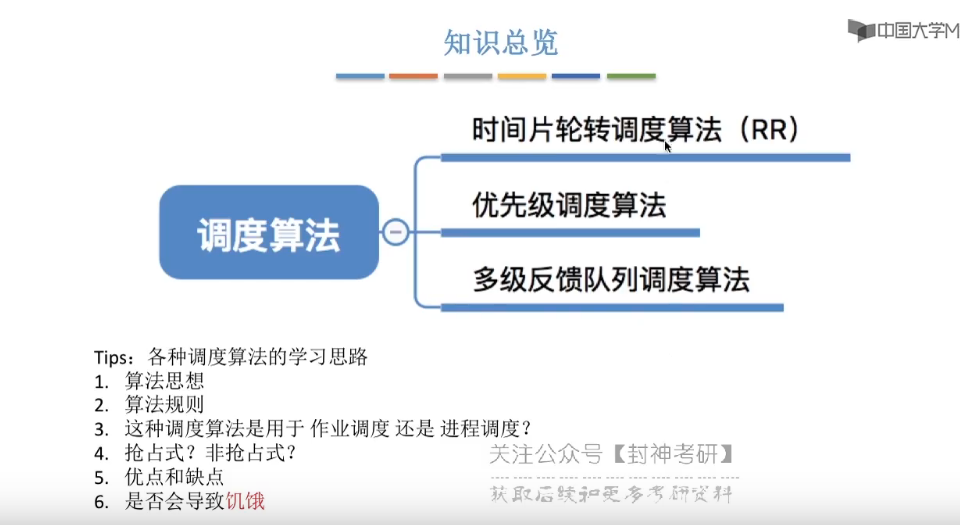 知识总览
中国大学M
时间片轮转调度算法（RR）
调度算法
优先级调度算法
多级反馈队列调度算法
Tips：各种调度算法的学习思路
1. 算法思想
2. 算法规则
3. 这种调度算法是用于 作业调度 还是 进程调度？
4. 抢占式？非抢占式？
5. 优点和缺点
6. 是否会导致饥饿
关注公众号【封神考研】
获取后续和更多考研资料